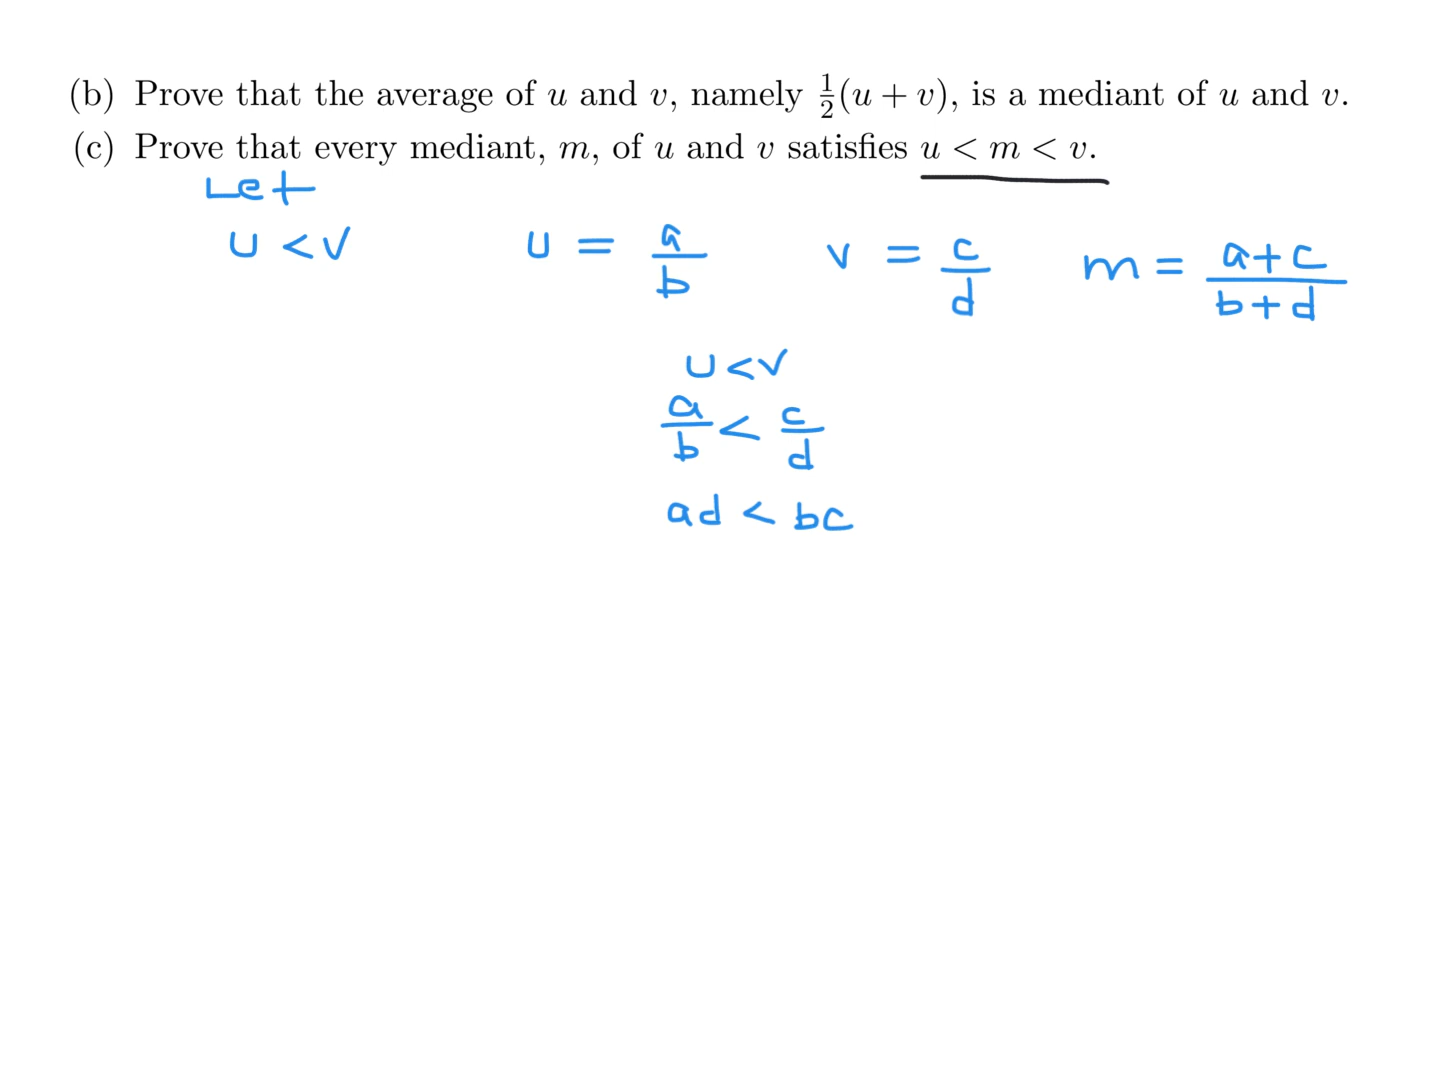 (b) Prove that the average of u and v, namely ½(u + v), is a mediant of u and v.
(c) Prove that every mediant, m, of u and v satisfies u < m < v.
Let
u < v    u = a/b    v = c/d    m = (a+c)/(b+d)
u < v
a/b < c/d
ad < bc